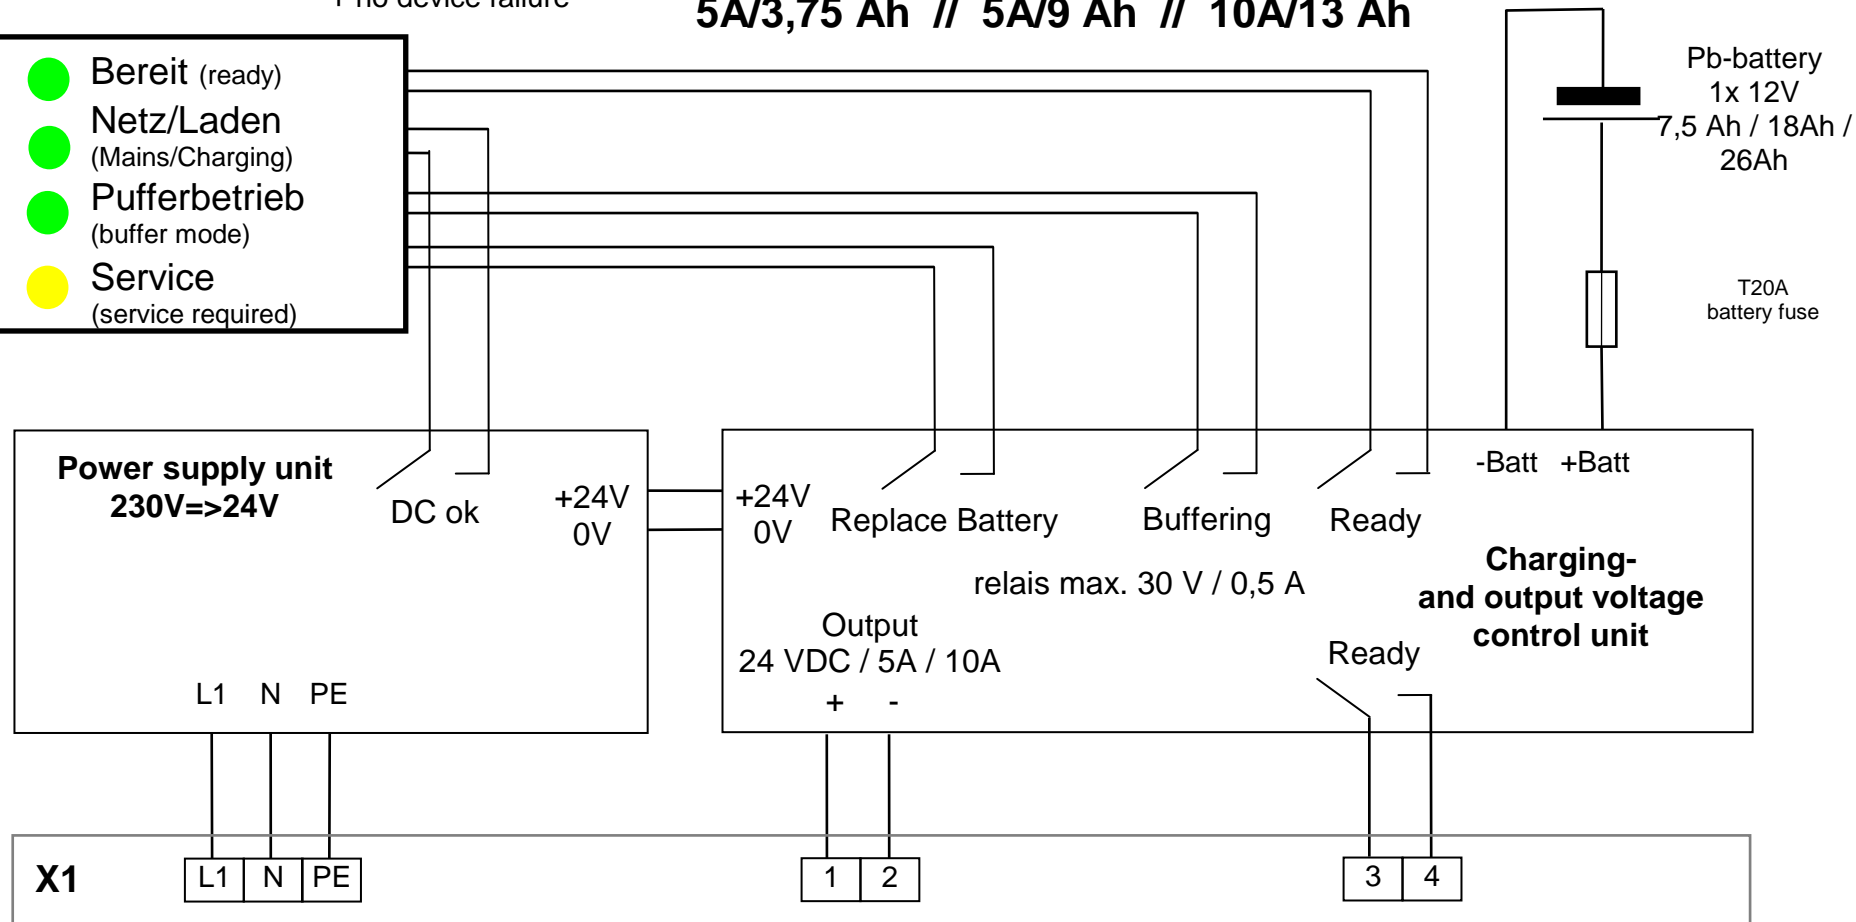 no device failure
5A/3,75 Ah // 5A/9 Ah // 10A/13 Ah
Bereit (ready)
Netz/Laden
(Mains/Charging)
Pufferbetrieb
(buffer mode)
Service
(service required)
Pb-battery
1x 12V
7,5 Ah / 18Ah /
26Ah
T20A
battery fuse
Power supply unit
230V=>24V
DC ok
+24V
0V
+24V
0V
Replace Battery
Buffering
Ready
-Batt +Batt
relais max. 30 V / 0,5 A
Charging-
and output voltage
control unit
Output
24 VDC / 5A / 10A
+ -
Ready
L1 N PE
X1
L1 N PE
1 2
3 4